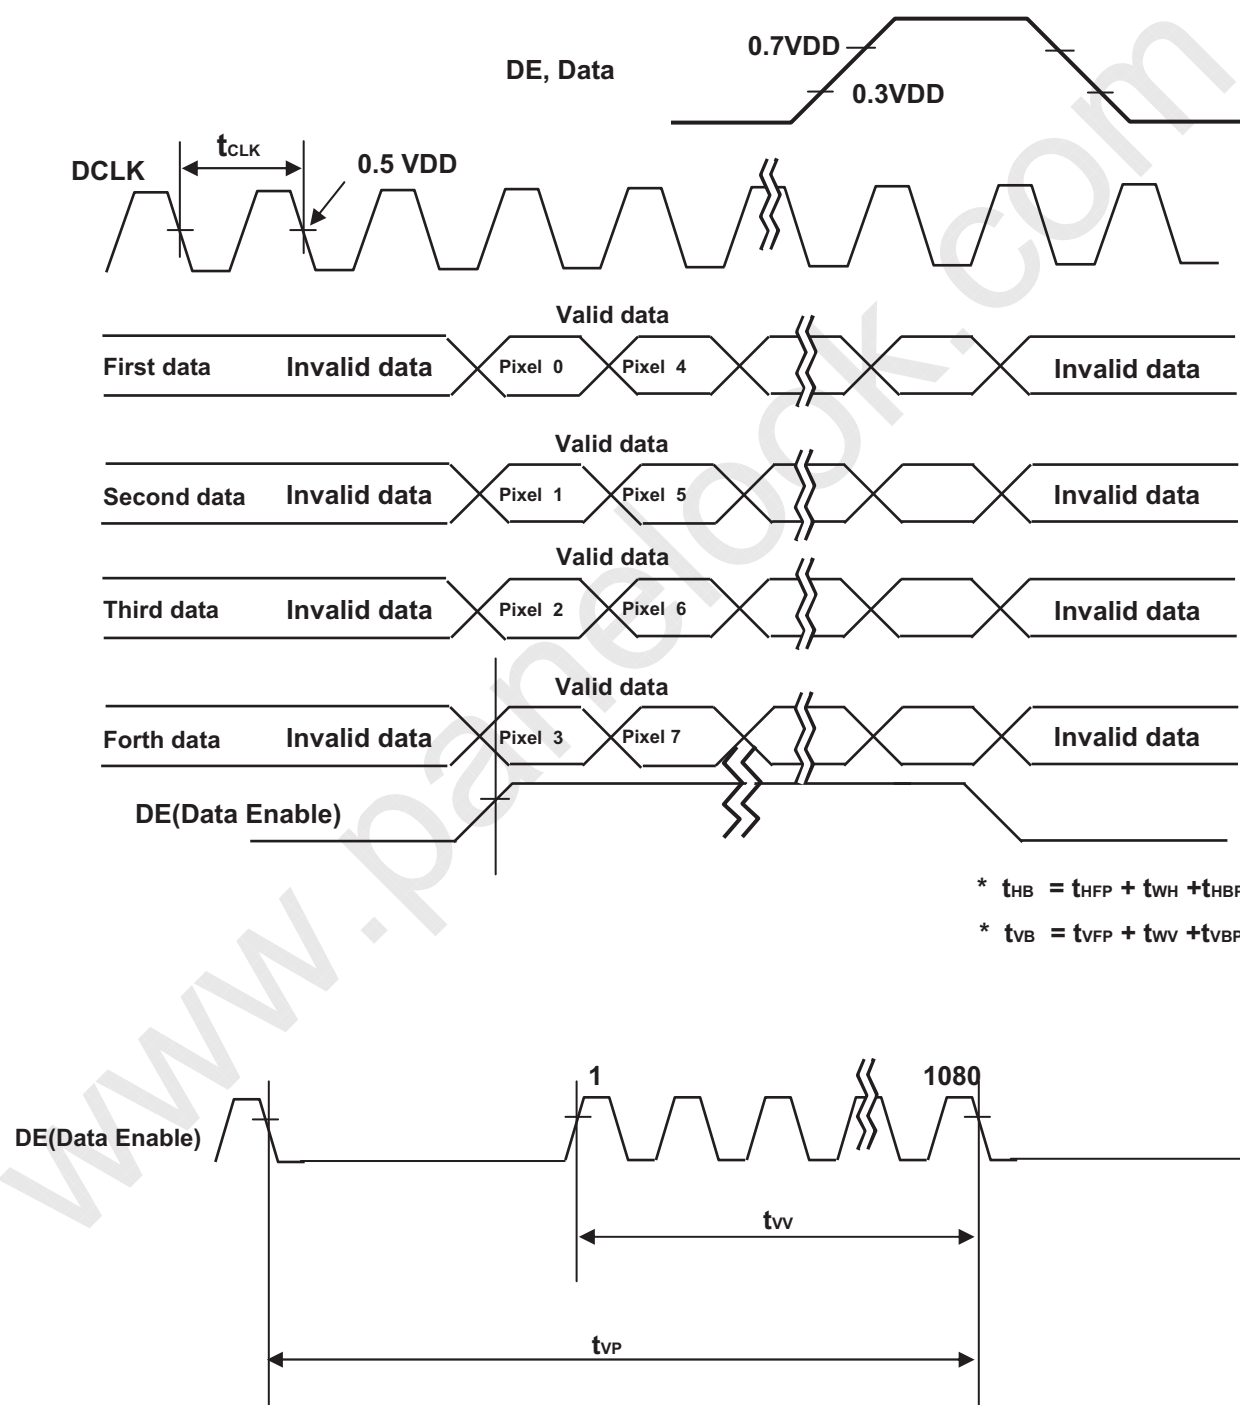 0.7VDD
DE, Data
0.3VDD
tCLK
DCLK
0.5 VDD
Valid data
First data Invalid data Pixel 0 Pixel 4 Invalid data
Valid data
Second data Invalid data Pixel 1 Pixel 5 Invalid data
Valid data
Third data Invalid data Pixel 2 Pixel 6 Invalid data
Valid data
Forth data Invalid data Pixel 3 Pixel 7 Invalid data
DE(Data Enable)
* tHB = tHFP + tWH +tHBP
* tVB = tVFP + tWV +tVBP
1 1080
DE(Data Enable)
tVV
tVP
www.panelook.com